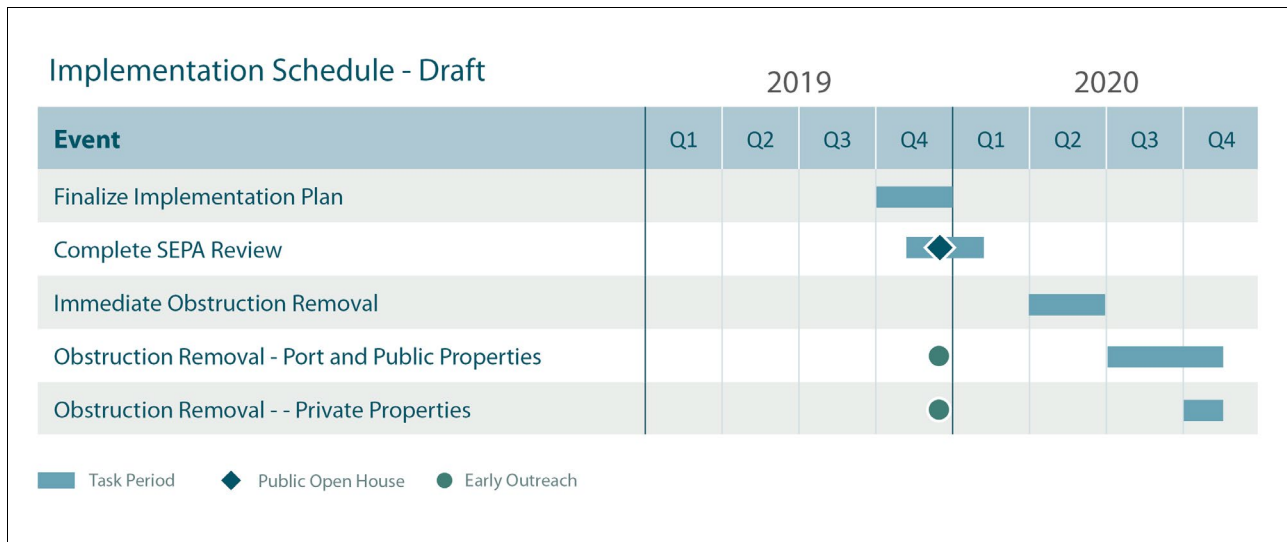 Implementation Schedule - Draft
2019 2020
Event Q1 Q2 Q3 Q4 Q1 Q2 Q3 Q4
Finalize Implementation Plan
Complete SEPA Review
Immediate Obstruction Removal
Obstruction Removal - Port and Public Properties
Obstruction Removal - - Private Properties
Task Period Public Open House Early Outreach